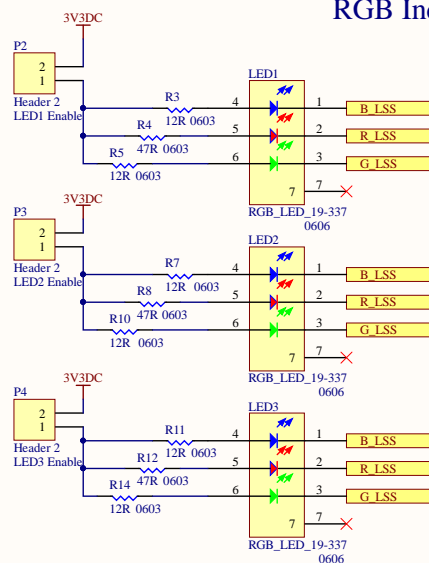 RGB Inc
3V3DC
P2
2
1
Header 2
LED1 Enable
R3
12R 0603
R4
47R 0603
R5
12R 0603
LED1
4
5
6
1
2
3
7
7
B_LSS
R_LSS
G_LSS
RGB_LED_19-337
0606
3V3DC
P3
2
1
Header 2
LED2 Enable
R7
12R 0603
R8
47R 0603
R10
12R 0603
LED2
4
5
6
1
2
3
7
7
B_LSS
R_LSS
G_LSS
RGB_LED_19-337
0606
3V3DC
P4
2
1
Header 2
LED3 Enable
R11
12R 0603
R12
47R 0603
R14
12R 0603
LED3
4
5
6
1
2
3
7
7
B_LSS
R_LSS
G_LSS
RGB_LED_19-337
0606